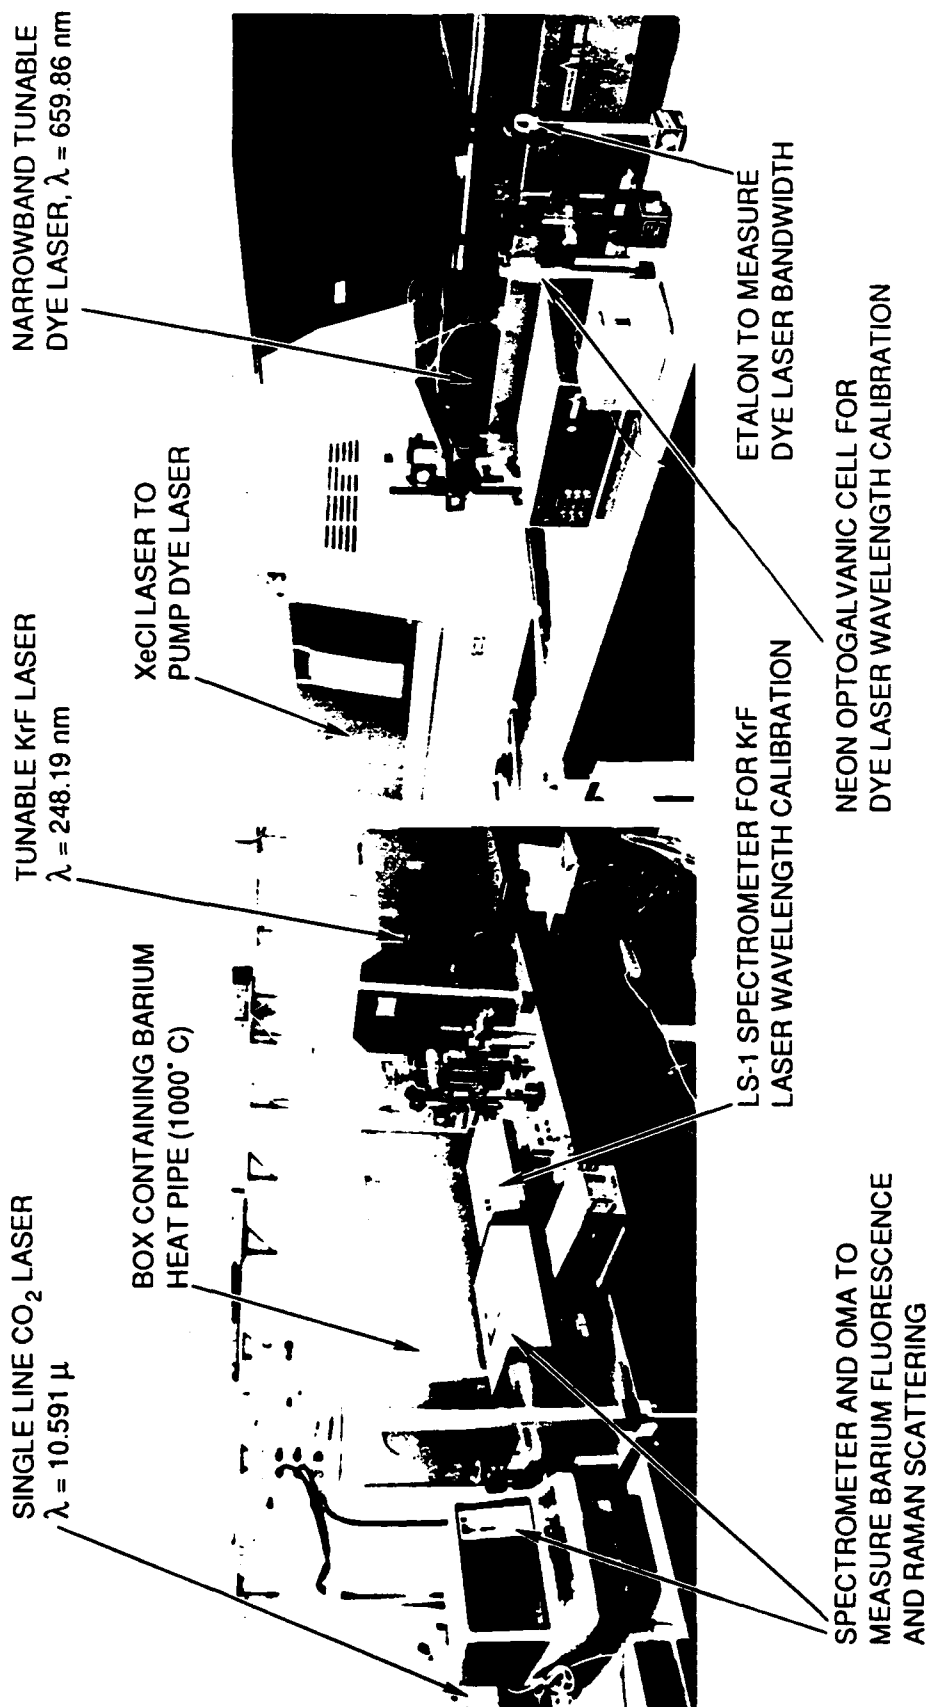 SINGLE LINE CO₂ LASER
λ = 10.591 μ
TUNABLE KrF LASER
λ = 248.19 nm
NARROWBAND TUNABLE
DYE LASER, λ = 659.86 nm
BOX CONTAINING BARIUM
HEAT PIPE (1000° C)
XeCl LASER TO
PUMP DYE LASER
LS-1 SPECTROMETER FOR KrF
LASER WAVELENGTH CALIBRATION
ETALON TO MEASURE
DYE LASER BANDWIDTH
SPECTROMETER AND OMA TO
MEASURE BARIUM FLUORESCENCE
AND RAMAN SCATTERING
NEON OPTOGALVANIC CELL FOR
DYE LASER WAVELENGTH CALIBRATION